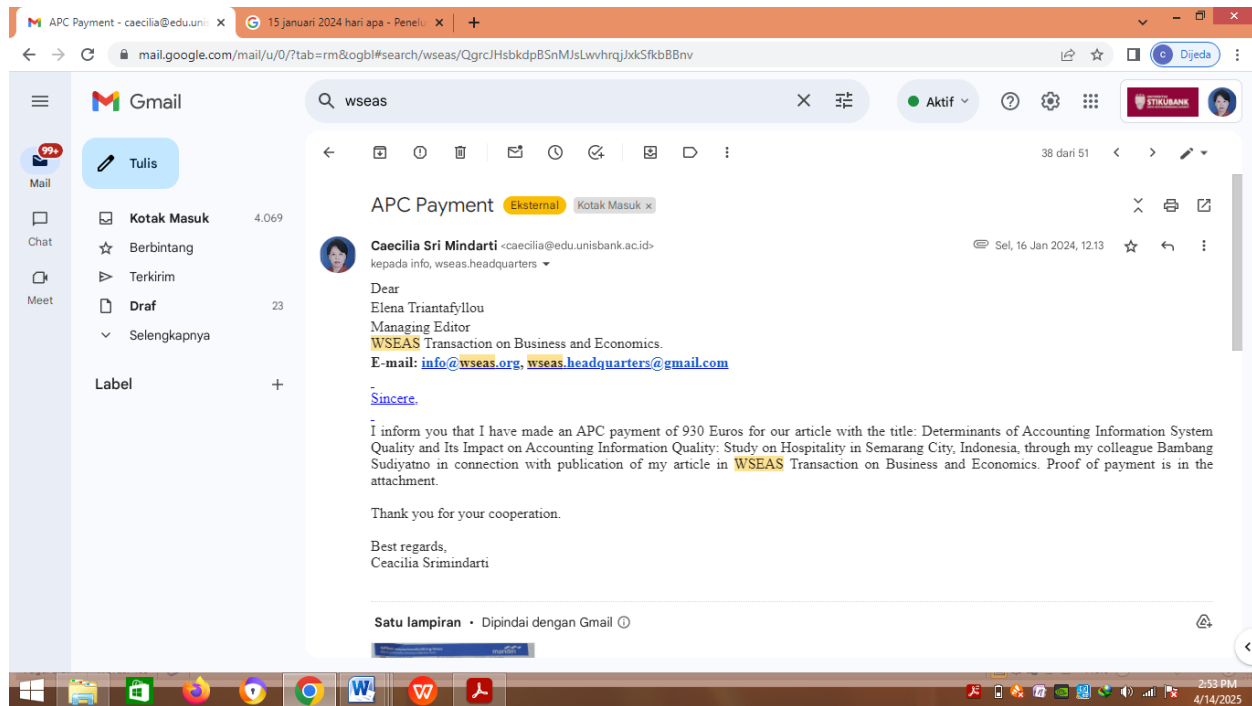 APC Payment - caecilia@edu.unis
15 januari 2024 hari apa - Penelu
mail.google.com/mail/u/0/?tab=rm&ogbl#search/wseas/QgrcJHsbkdpBSnMJsLwvhrqjJxkSfkbBBnv
c Dijeda
Gmail
wseas
Aktif
STIKUBANK
99+
Mail
Chat
Meet
Tulis
Kotak Masuk 4.069
Berbintang
Terkirim
Draf 23
Selengkapnya
Label
38 dari 51
APC Payment Eksternal Kotak Masuk x
Caecilia Sri Mindarti <caecilia@edu.unisbank.ac.id> Sel, 16 Jan 2024, 12.13
kepada info, wseas.headquarters
Dear
Elena Triantafyllou
Managing Editor
WSEAS Transaction on Business and Economics.
E-mail: info@wseas.org, wseas.headquarters@gmail.com
Sincere,
I inform you that I have made an APC payment of 930 Euros for our article with the title: Determinants of Accounting Information System
Quality and Its Impact on Accounting Information Quality: Study on Hospitality in Semarang City, Indonesia, through my colleague Bambang
Sudiyatno in connection with publication of my article in WSEAS Transaction on Business and Economics. Proof of payment is in the
attachment.
Thank you for your cooperation.
Best regards,
Ceacilia Srimindarti
Satu lampiran • Dipindai dengan Gmail
mandiri
2:53 PM
4/14/2025